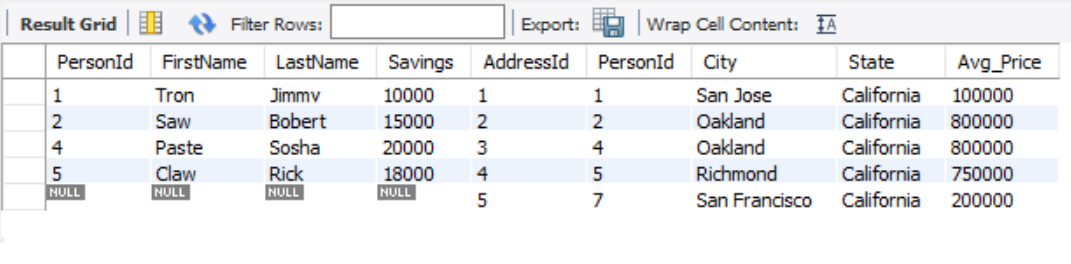 Result Grid Filter Rows: Export: Wrap Cell Content: IA
PersonId FirstName LastName Savings AddressId PersonId City State Avg_Price
1 Tron Jimmv 10000 1 1 San Jose California 100000
2 Saw Bobert 15000 2 2 Oakland California 800000
4 Paste Sosha 20000 3 4 Oakland California 800000
5 Claw Rick 18000 4 5 Richmond California 750000
NULL NULL NULL NULL 5 7 San Francisco California 200000